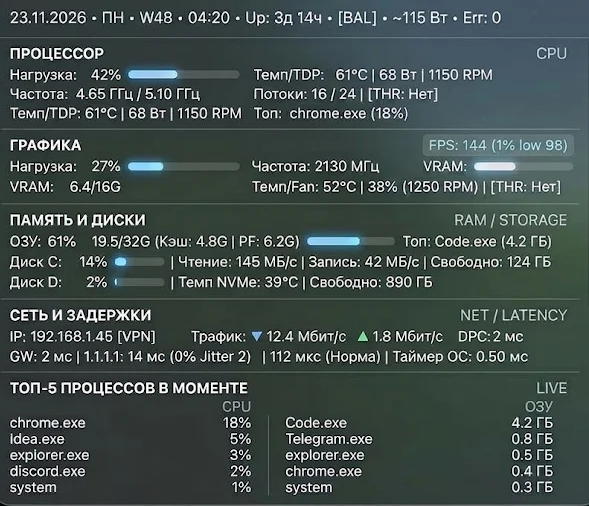 23.11.2026 • ПН • W48 • 04:20 • Up: 3д 14ч • [BAL] • ~115 Вт • Err: 0
ПРОЦЕССОР CPU
Нагрузка: 42% Темп/TDP: 61°C | 68 Вт | 1150 RPM
Частота: 4.65 ГГц / 5.10 ГГц Потоки: 16 / 24 | [THR: Нет]
Темп/TDP: 61°C | 68 Вт | 1150 RPM Топ: chrome.exe (18%)
ГРАФИКА FPS: 144 (1% low 98)
Нагрузка: 27% Частота: 2130 МГц VRAM:
VRAM: 6.4/16G Темп/Fan: 52°C | 38% (1250 RPM) | [THR: Нет]
ПАМЯТЬ И ДИСКИ RAM / STORAGE
ОЗУ: 61% 19.5/32G (Кэш: 4.8G | PF: 6.2G) Топ: Code.exe (4.2 ГБ)
Диск C: 14% | Чтение: 145 МБ/с | Запись: 42 МБ/с | Свободно: 124 ГБ
Диск D: 2% | Темп NVMe: 39°C | Свободно: 890 ГБ
СЕТЬ И ЗАДЕРЖКИ NET / LATENCY
IP: 192.168.1.45 [VPN] Трафик: ▼ 12.4 Мбит/с ▲ 1.8 Мбит/с DPC: 2 мс
GW: 2 мс | 1.1.1.1: 14 мс (0% Jitter 2) | 112 мкс (Норма) | Таймер ОС: 0.50 мс
ТОП-5 ПРОЦЕССОВ В МОМЕНТЕ LIVE
CPU ОЗУ
chrome.exe 18% Code.exe 4.2 ГБ
idea.exe 5% Telegram.exe 0.8 ГБ
explorer.exe 3% explorer.exe 0.5 ГБ
discord.exe 2% chrome.exe 0.4 ГБ
system 1% system 0.3 ГБ